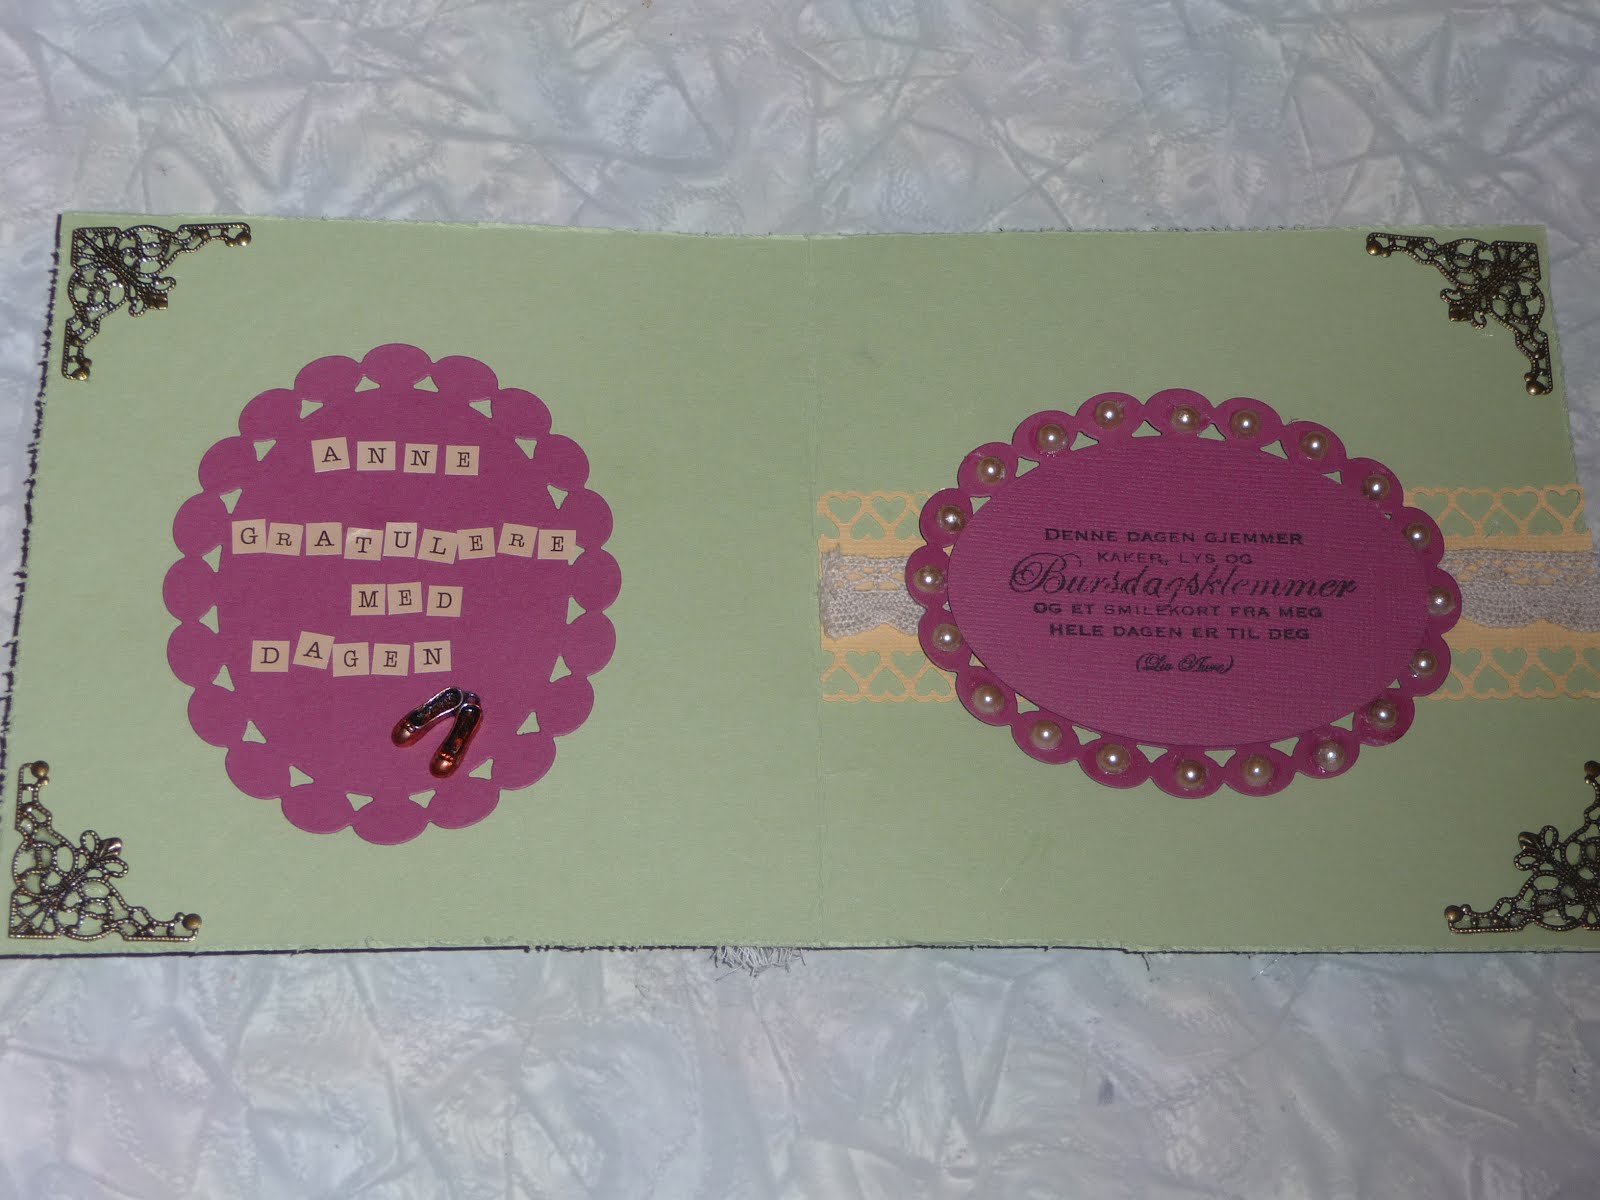 ANNE
GRATULERE
MED
DAGEN
DENNE DAGEN GJEMMER
KAKER, LYS OG
Bursdagsklemmer
OG ET SMILEKORT FRA MEG
HELE DAGEN ER TIL DEG